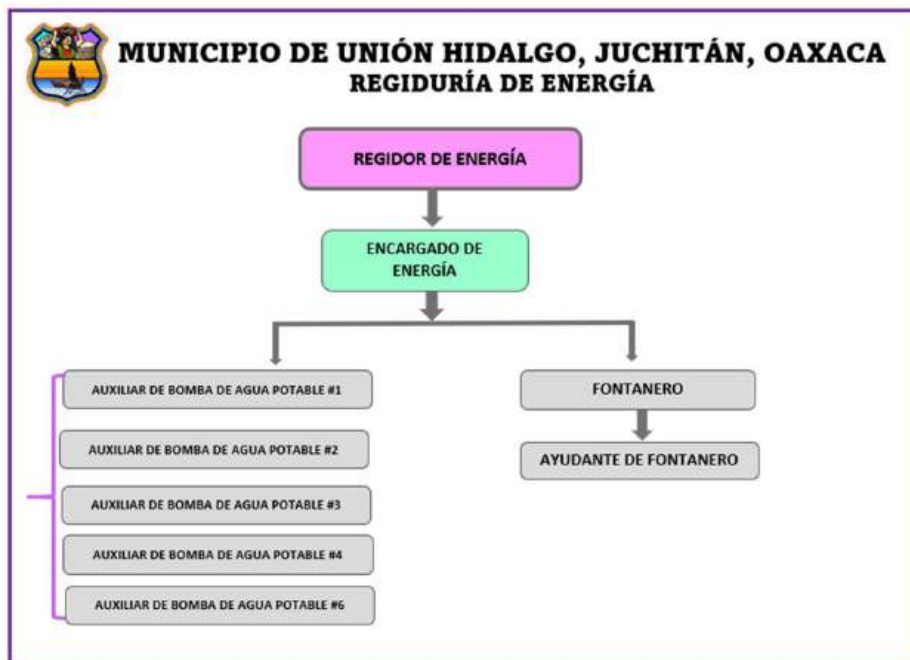 MUNICIPIO DE UNIÓN HIDALGO, JUCHITÁN, OAXACA
REGIDURÍA DE ENERGÍA
REGIDOR DE ENERGÍA
ENCARGADO DE
ENERGÍA
AUXILIAR DE BOMBA DE AGUA POTABLE #1
AUXILIAR DE BOMBA DE AGUA POTABLE #2
AUXILIAR DE BOMBA DE AGUA POTABLE #3
AUXILIAR DE BOMBA DE AGUA POTABLE #4
AUXILIAR DE BOMBA DE AGUA POTABLE #6
FONTANERO
AYUDANTE DE FONTANERO